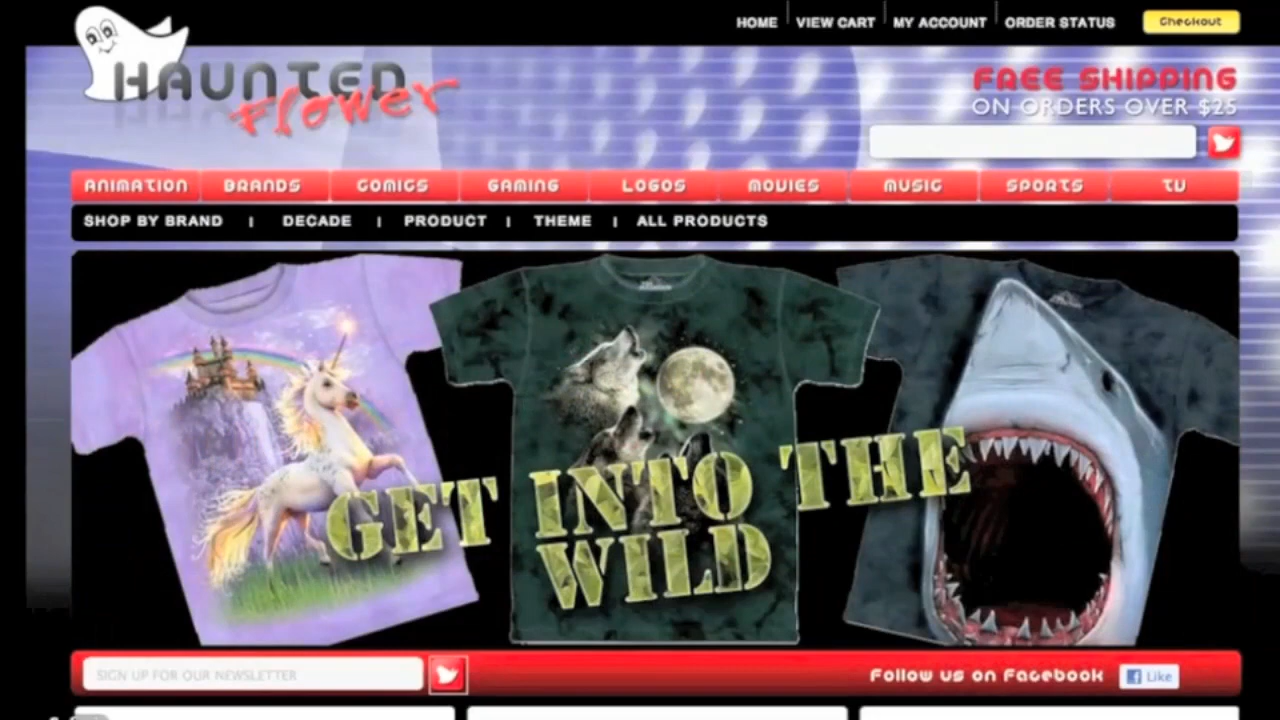 HOME VIEW CART MY ACCOUNT ORDER STATUS Checkout
HAUNTED
Flower
FREE SHIPPING
ON ORDERS OVER $25
ANIMATION BRANDS COMICS GAMING LOGOS MOVIES MUSIC SPORTS TV
SHOP BY BRAND | DECADE | PRODUCT | THEME | ALL PRODUCTS
GET INTO THE
WILD
SIGN UP FOR OUR NEWSLETTER
Follow us on Facebook Like